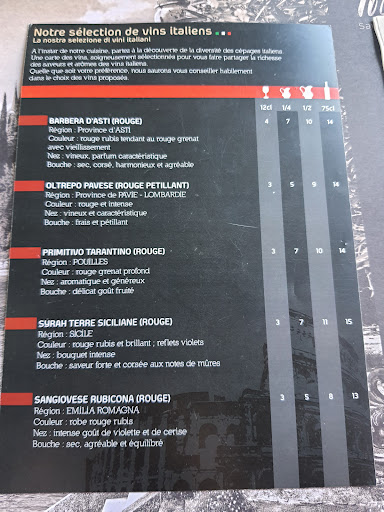 Notre sélection de vins italiens
La nostra selezione di vini italiani
A l'instar de notre cuisine, partez à la découverte de la diversité des cépages italiens.
Une carte des vins, soigneusement sélectionnés pour vous faire partager la richesse
des saveurs et arômes des vins italiens.
Quelle que soit votre préférence, nous saurons vous conseiller habilement
dans le choix des vins proposés.
12cl 1/4 1/2 75cl
BARBERA D'ASTI (ROUGE) 4 7 10 14
Région : Province d'ASTI
Couleur : rouge rubis tendant au rouge grenat
avec vieillissement
Nez : vineux, parfum caractéristique
Bouche : sec, corsé, harmonieux et agréable
OLTREPO PAVESE (ROUGE PETILLANT) 3 5 9 14
Région : Province de PAVIE - LOMBARDIE
Couleur : rouge et intense
Nez : vineux et caractéristique
Bouche : frais et pétillant
PRIMITIVO TARANTINO (ROUGE) 3 7 10 14
Région : POUILLES
Couleur : rouge grenat profond
Nez : aromatique et généreux
Bouche : délicat goût fruité
SYRAH TERRE SICILIANE (ROUGE) 3 7 11 15
Région : SICILE
Couleur : rouge rubis et brillant ; reflets violets
Nez : bouquet intense
Bouche : saveur forte et corsée aux notes de mûres
SANGIOVESE RUBICONA (ROUGE) 3 5 8 13
Région : EMILIA ROMAGNA
Couleur : robe rouge rubis
Nez : intense goût de violette et de cerise
Bouche : sec, agréable et équilibré